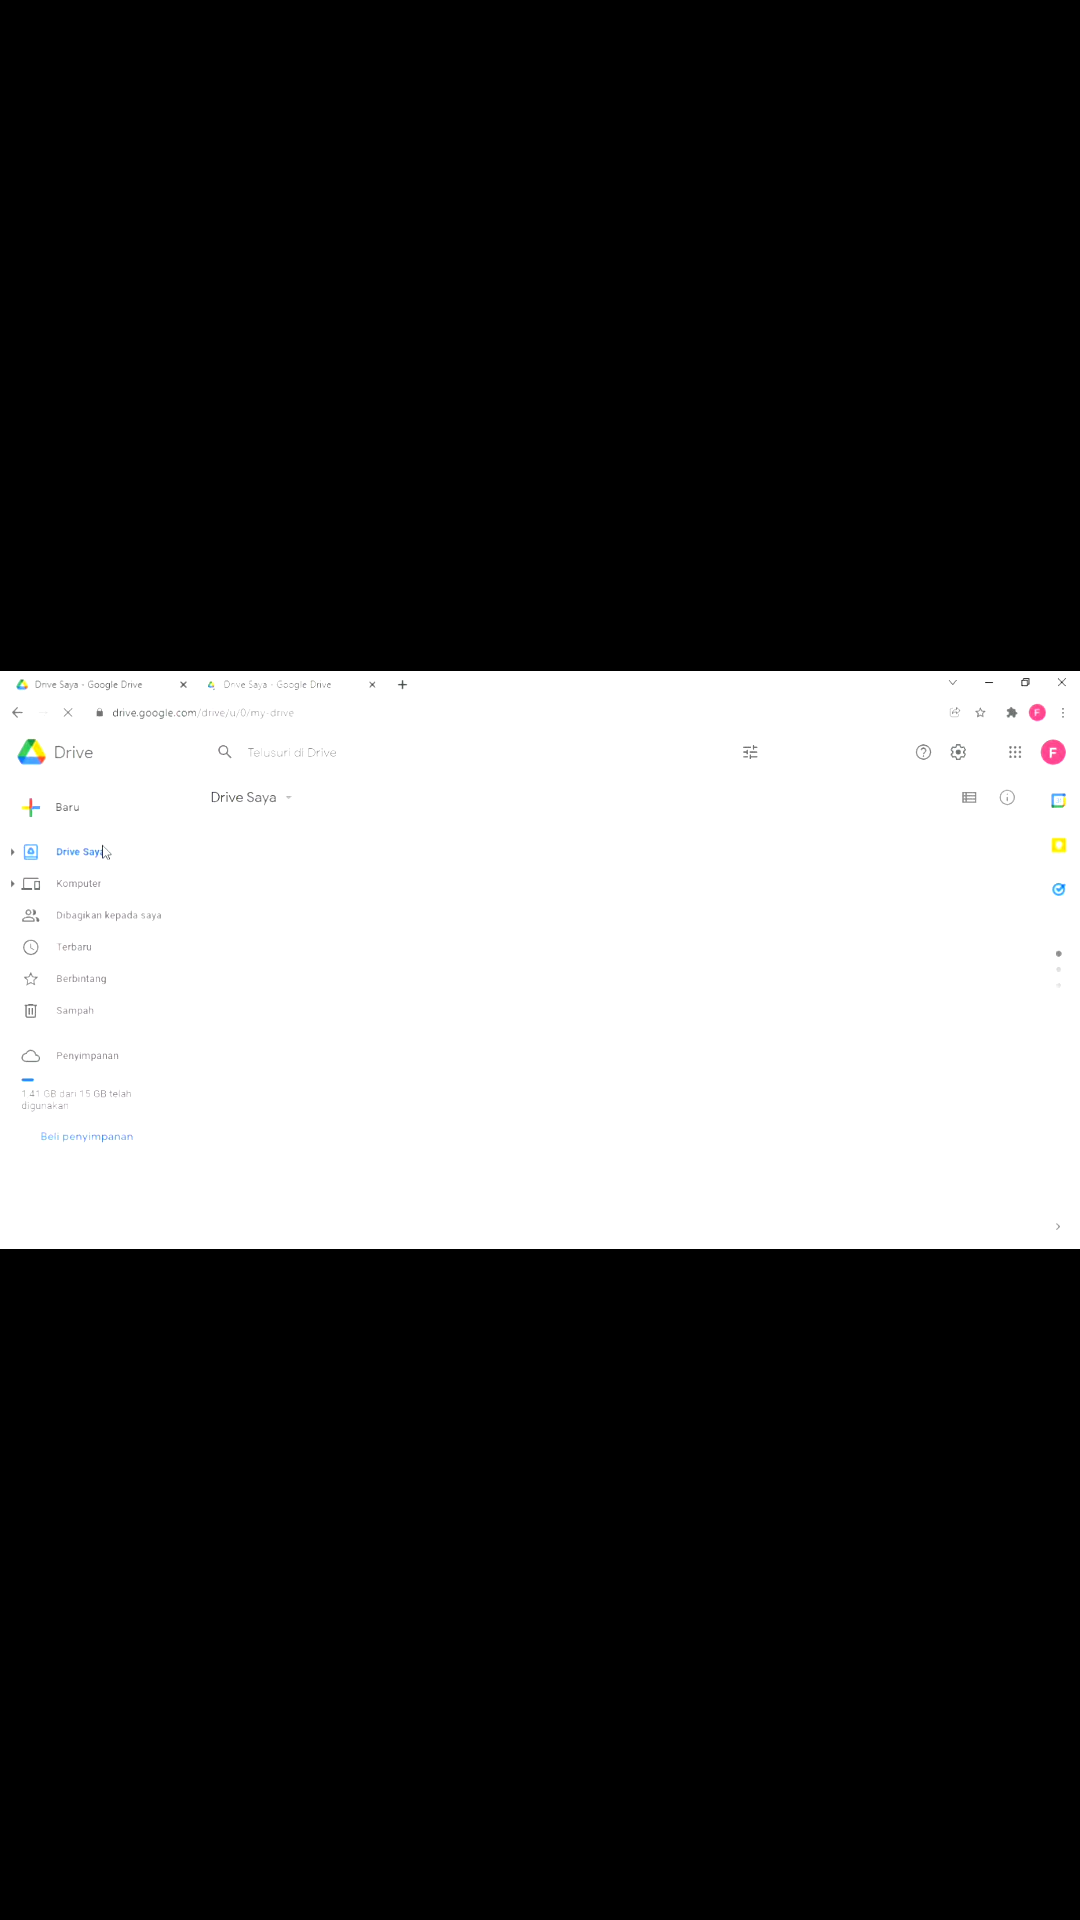 Drive Saya - Google Drive
Drive Saya - Google Drive
drive.google.com/drive/u/0/my-drive
F
Drive
Telusuri di Drive
F
Baru
Drive Saya
Drive Saya
Komputer
Dibagikan kepada saya
Terbaru
Berbintang
Sampah
Penyimpanan
1,41 GB dari 15 GB telah
digunakan
Beli penyimpanan